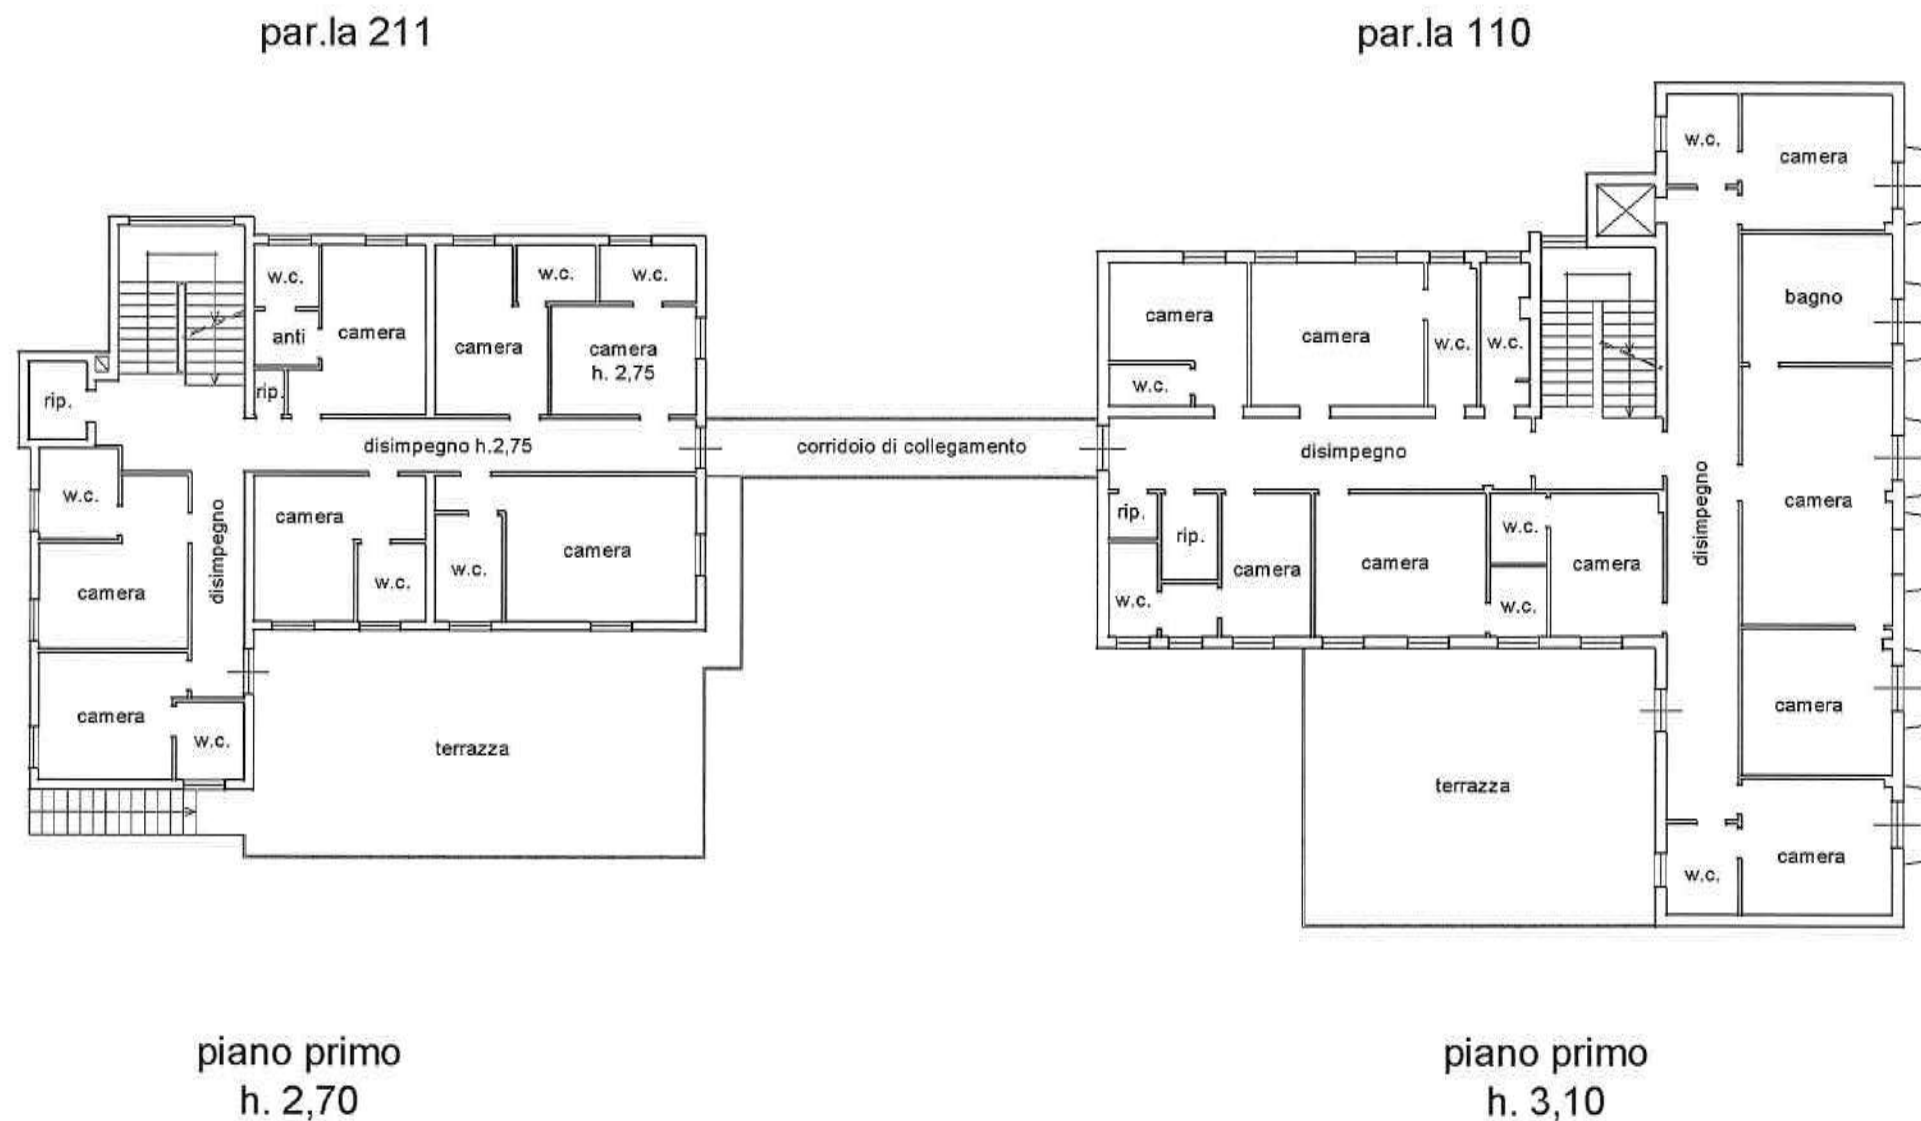 par.la 211
par.la 110
w.c.
camera
w.c.
camera
w.c.
w.c.
w.c.
anti
camera
camera
camera
h. 2,75
rip.
rip.
disimpegno h.2,75
corridoio di collegamento
w.c.
disimpegno
camera
camera
w.c.
w.c.
camera
camera
w.c.
terrazza
bagno
camera
camera
w.c.
w.c.
w.c.
disimpegno
disimpegno
camera
rip.
rip.
w.c.
camera
camera
w.c.
w.c.
camera
camera
terrazza
w.c.
camera
piano primo
h. 2,70
piano primo
h. 3,10